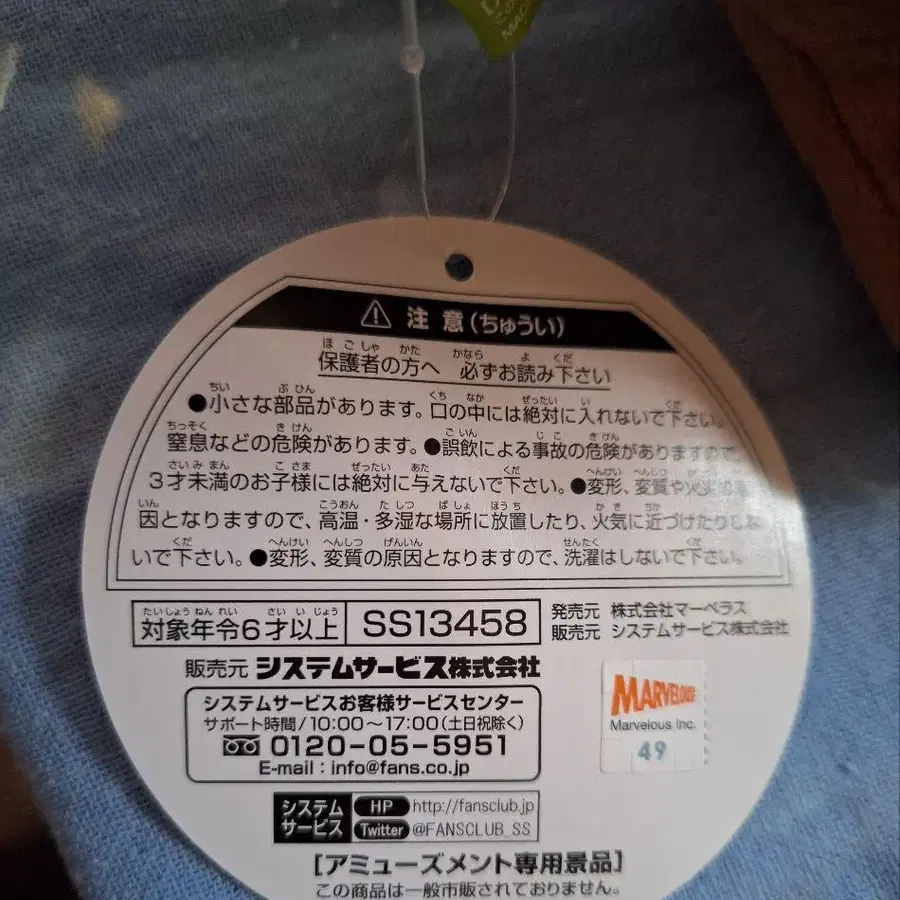 注意(ちゅうい)
保護者の方へ 必ずお読み下さい
●小さな部品があります。口の中には絶対に入れないで下さい。
窒息などの危険があります。●誤飲による事故の危険がありますので、
3才未満のお子様には絶対に与えないで下さい。●変形、変質や火災の原
因となりますので、高温・多湿な場所に放置したり、火気に近づけたりしな
いで下さい。●変形、変質の原因となりますので、洗濯はしないで下さい。
対象年令6才以上 SS13458
発売元 株式会社マーベラス
販売元 システムサービス株式会社
販売元 システムサービス株式会社
システムサービスお客様サービスセンター
サポート時間/10:00〜17:00(土日祝除く)
0120-05-5951
E-mail:info@fans.co.jp
MARVELOUS
Marvelous Inc.
49
システム
サービス
HP http://fansclub.jp
Twitter @FANSCLUB_SS
[アミューズメント専用景品]
この商品は一般市販されておりません。